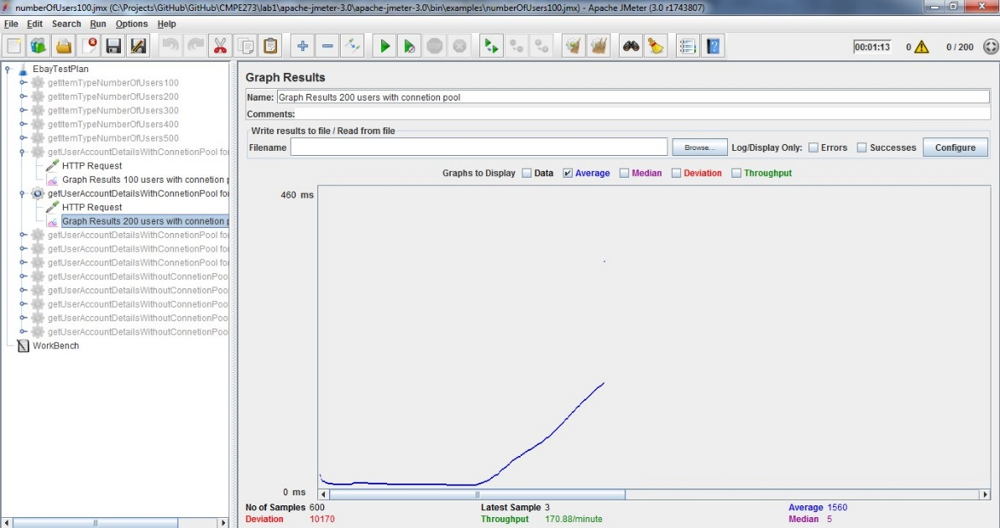 numberOfUsers100.jmx (C:\Projects\GitHub\GitHub\CMPE273\lab1\apache-jmeter-3.0\apache-jmeter-3.0\bin\examples\numberOfUsers100.jmx) - Apache JMeter (3.0 r1743807)
File Edit Search Run Options Help
00:01:13 0 0 / 200
EbayTestPlan
getItemTypeNumberOfUsers100
getItemTypeNumberOfUsers200
getItemTypeNumberOfUsers300
getItemTypeNumberOfUsers400
getItemTypeNumberOfUsers500
getUserAccountDetailsWithConnetionPool for
HTTP Request
Graph Results 100 users with connetion p
getUserAccountDetailsWithConnetionPool for
HTTP Request
Graph Results 200 users with connetion p
getUserAccountDetailsWithConnetionPool for
getUserAccountDetailsWithConnetionPool for
getUserAccountDetailsWithConnetionPool for
getUserAccountDetailsWithoutConnetionPoo
getUserAccountDetailsWithoutConnetionPoo
getUserAccountDetailsWithoutConnetionPoo
getUserAccountDetailsWithoutConnetionPoo
getUserAccountDetailsWithoutConnetionPoo
WorkBench
Graph Results
Name: Graph Results 200 users with connetion pool
Comments:
Write results to file / Read from file
Filename Browse... Log/Display Only: Errors Successes Configure
Graphs to Display Data Average Median Deviation Throughput
460 ms
0 ms
No of Samples 600 Latest Sample 3 Average 1560
Deviation 10170 Throughput 170.88/minute Median 5